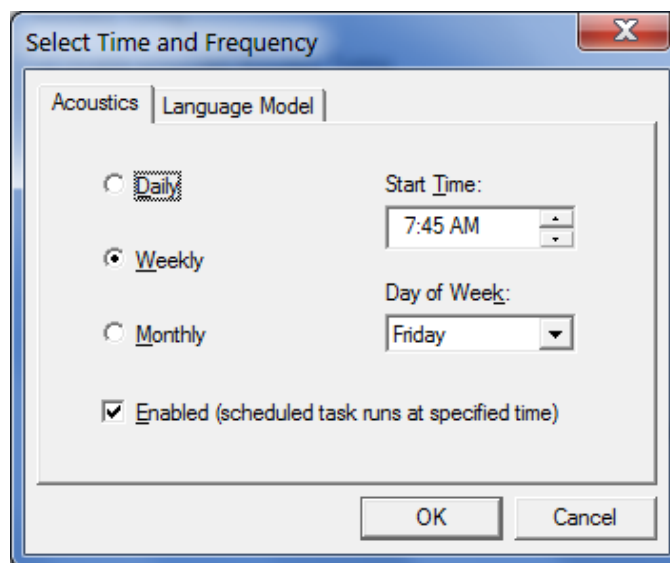 Select Time and Frequency
Acoustics
Language Model
Daily
Start Time:
7:45 AM
Weekly
Day of Week:
Monthly
Friday
Enabled (scheduled task runs at specified time)
OK
Cancel